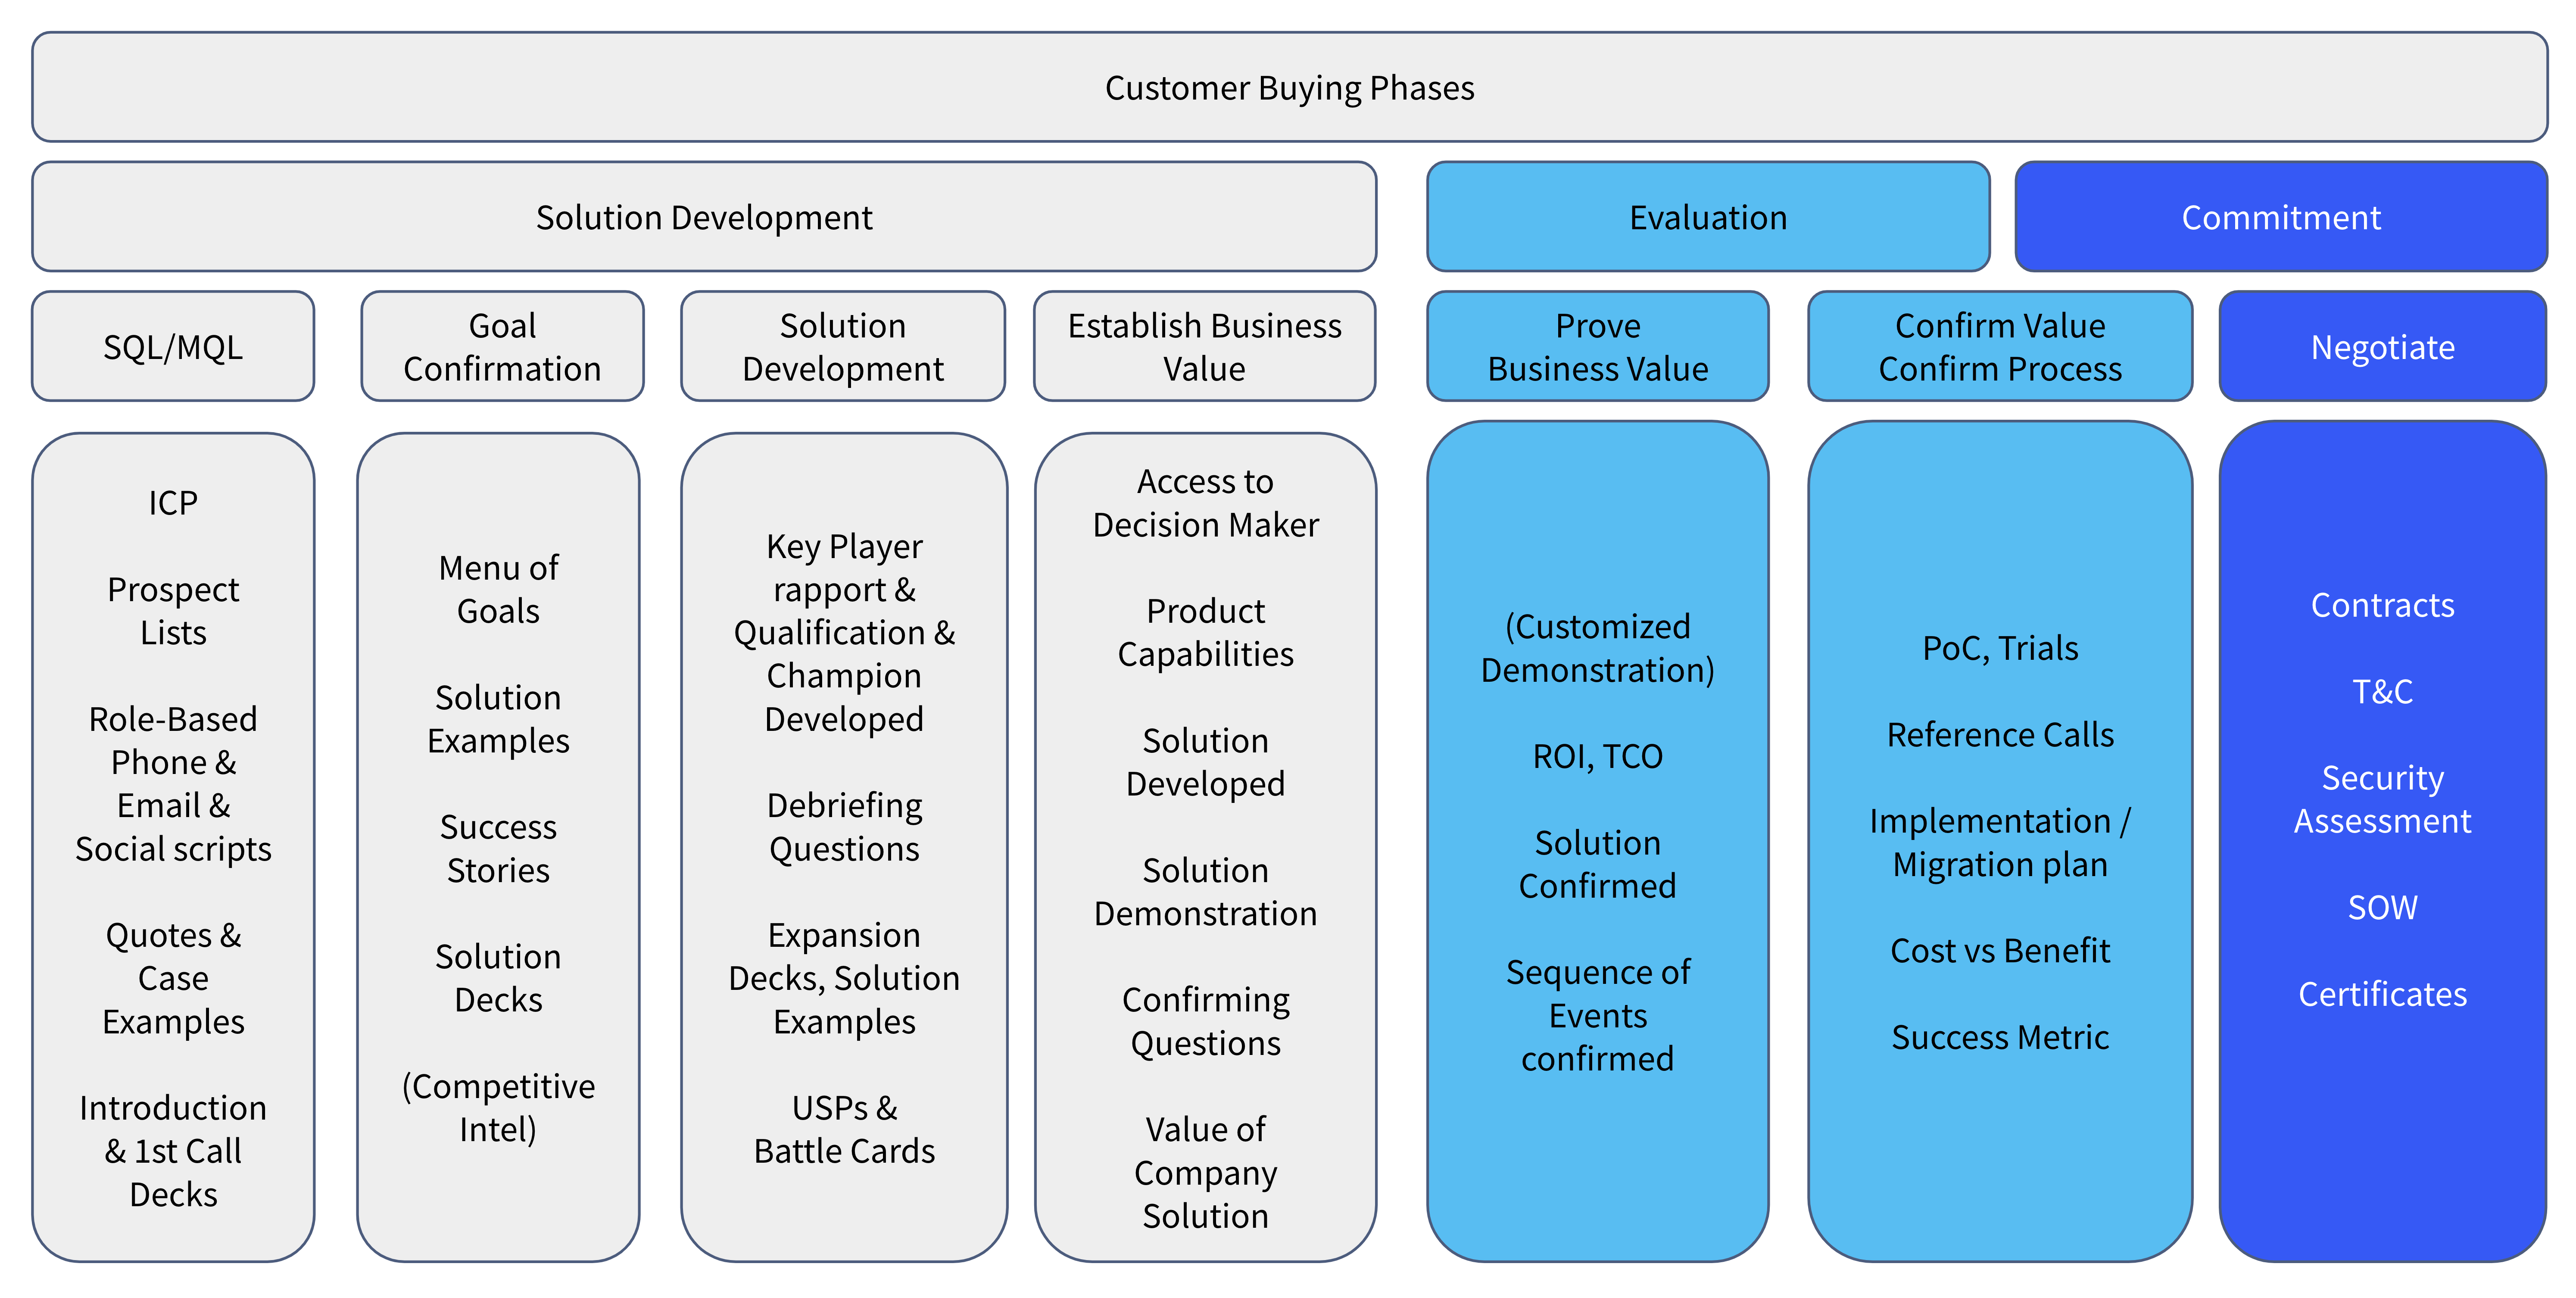 Customer Buying Phases
Solution Development
Evaluation
Commitment
SQL/MQL
Goal
Confirmation
Solution
Development
Establish Business
Value
Prove
Business Value
Confirm Value
Confirm Process
Negotiate
ICP
Prospect
Lists
Role-Based
Phone &
Email &
Social scripts
Quotes &
Case
Examples
Introduction
& 1st Call
Decks
Menu of
Goals
Solution
Examples
Success
Stories
Solution
Decks
(Competitive
Intel)
Key Player
rapport &
Qualification &
Champion
Developed
Debriefing
Questions
Expansion
Decks, Solution
Examples
USPs &
Battle Cards
Access to
Decision Maker
Product
Capabilities
Solution
Developed
Solution
Demonstration
Confirming
Questions
Value of
Company
Solution
(Customized
Demonstration)
ROI, TCO
Solution
Confirmed
Sequence of
Events
confirmed
PoC, Trials
Reference Calls
Implementation /
Migration plan
Cost vs Benefit
Success Metric
Contracts
T&C
Security
Assessment
SOW
Certificates